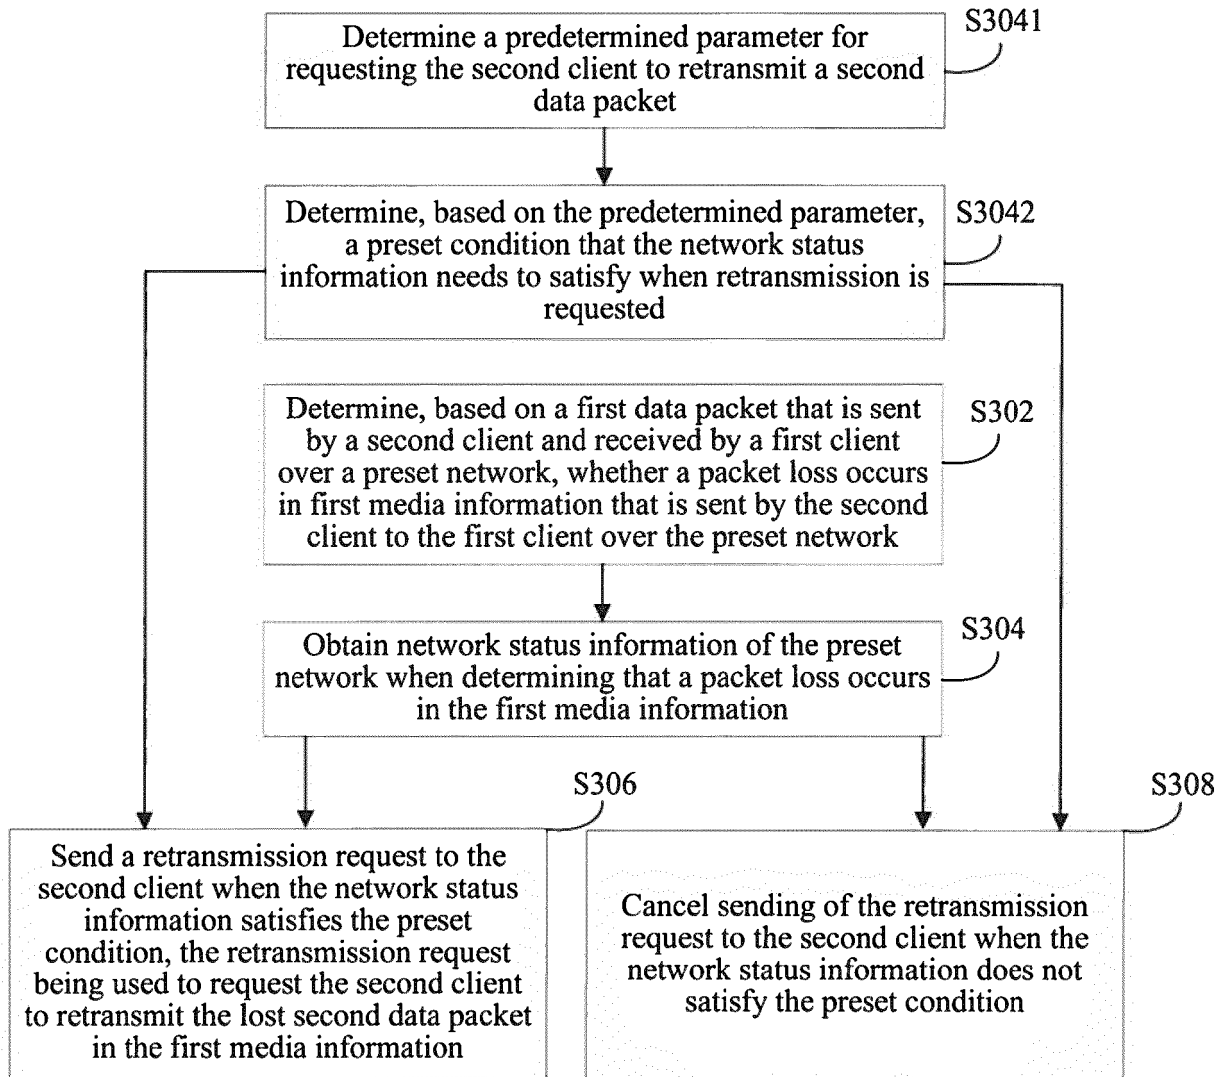 S3041
Determine a predetermined parameter for
requesting the second client to retransmit a second
data packet
S3042
Determine, based on the predetermined parameter,
a preset condition that the network status
information needs to satisfy when retransmission is
requested
S302
Determine, based on a first data packet that is sent
by a second client and received by a first client
over a preset network, whether a packet loss occurs
in first media information that is sent by the second
client to the first client over the preset network
S304
Obtain network status information of the preset
network when determining that a packet loss occurs
in the first media information
S306
Send a retransmission request to the
second client when the network status
information satisfies the preset
condition, the retransmission request
being used to request the second client
to retransmit the lost second data packet
in the first media information
S308
Cancel sending of the retransmission
request to the second client when the
network status information does not
satisfy the preset condition